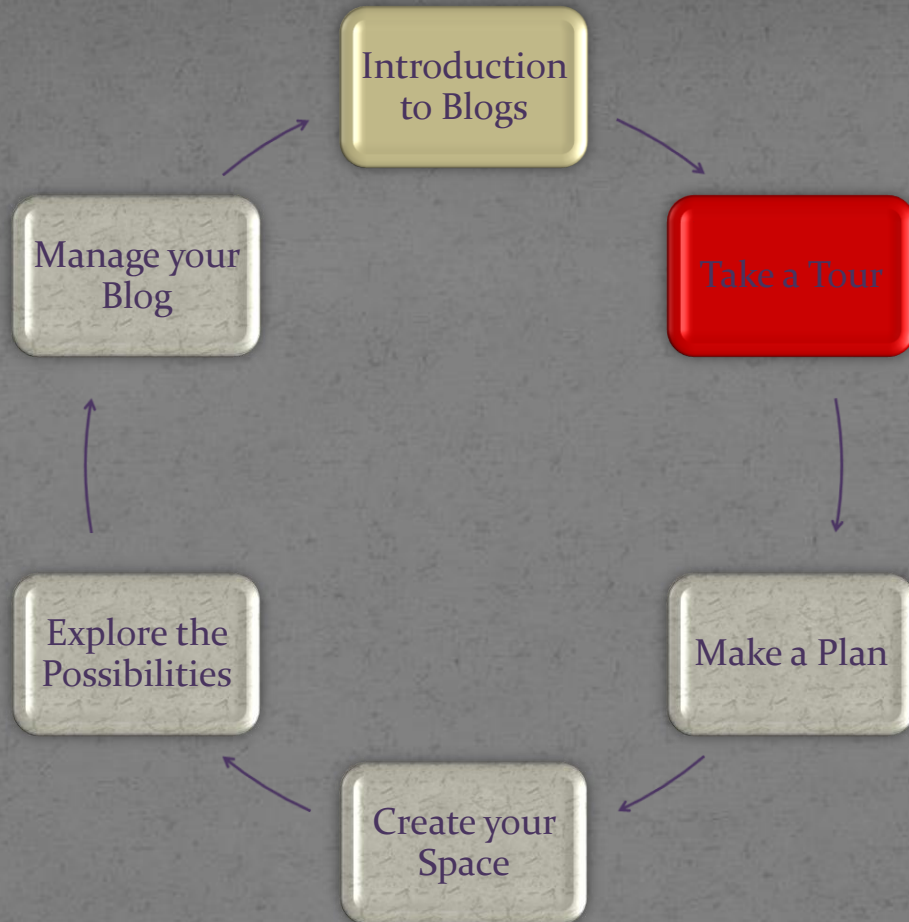 Introduction
to Blogs
Take a Tour
Make a Plan
Create your
Space
Explore the
Possibilities
Manage your
Blog